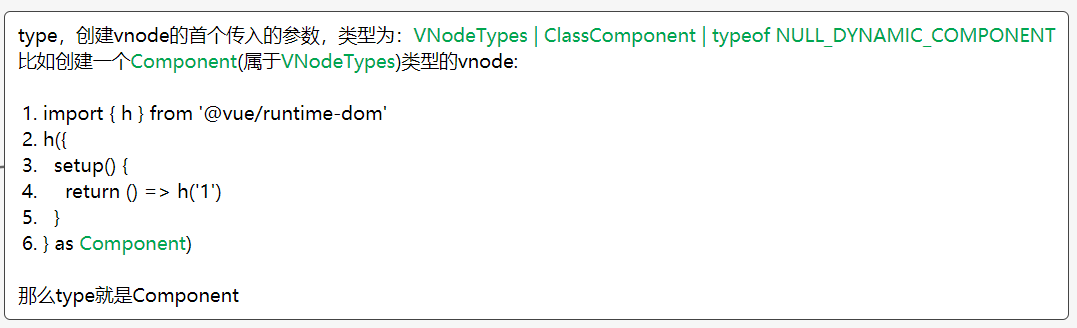 type，创建vnode的首个传入的参数，类型为：VNodeTypes | ClassComponent | typeof NULL_DYNAMIC_COMPONENT
比如创建一个Component(属于VNodeTypes)类型的vnode:
1. import { h } from '@vue/runtime-dom'
2. h({
3.   setup() {
4.     return () => h('1')
5.   }
6. } as Component)
那么type就是Component